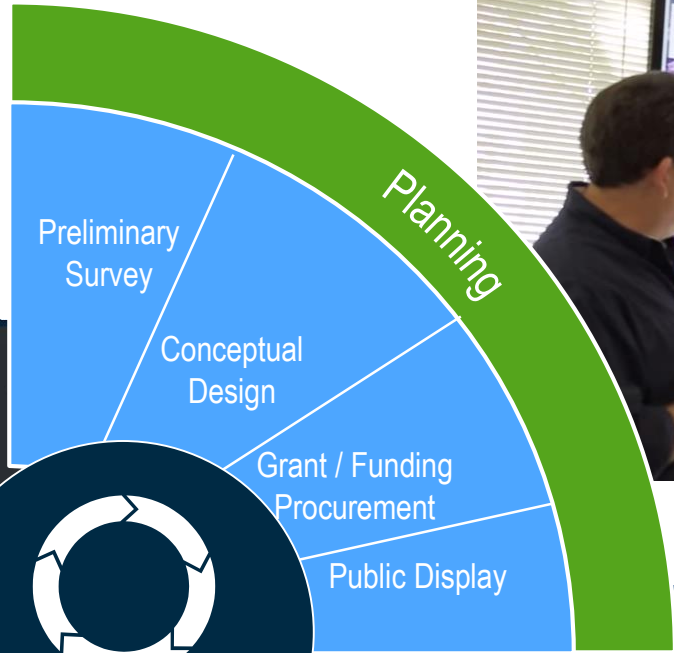 Planning
Preliminary
Survey
Conceptual
Design
Grant / Funding
Procurement
Public Display